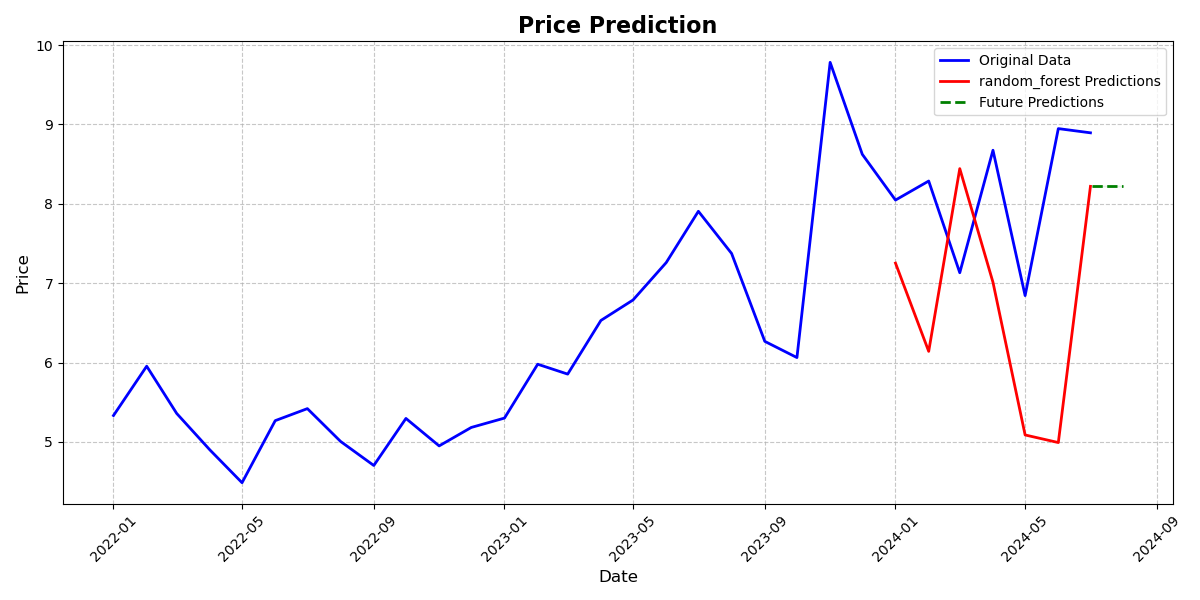 Price Prediction
Original Data
random_forest Predictions
Future Predictions
Price
10
9
8
7
6
5
2022-01
2022-05
2022-09
2023-01
2023-05
2023-09
2024-01
2024-05
2024-09
Date